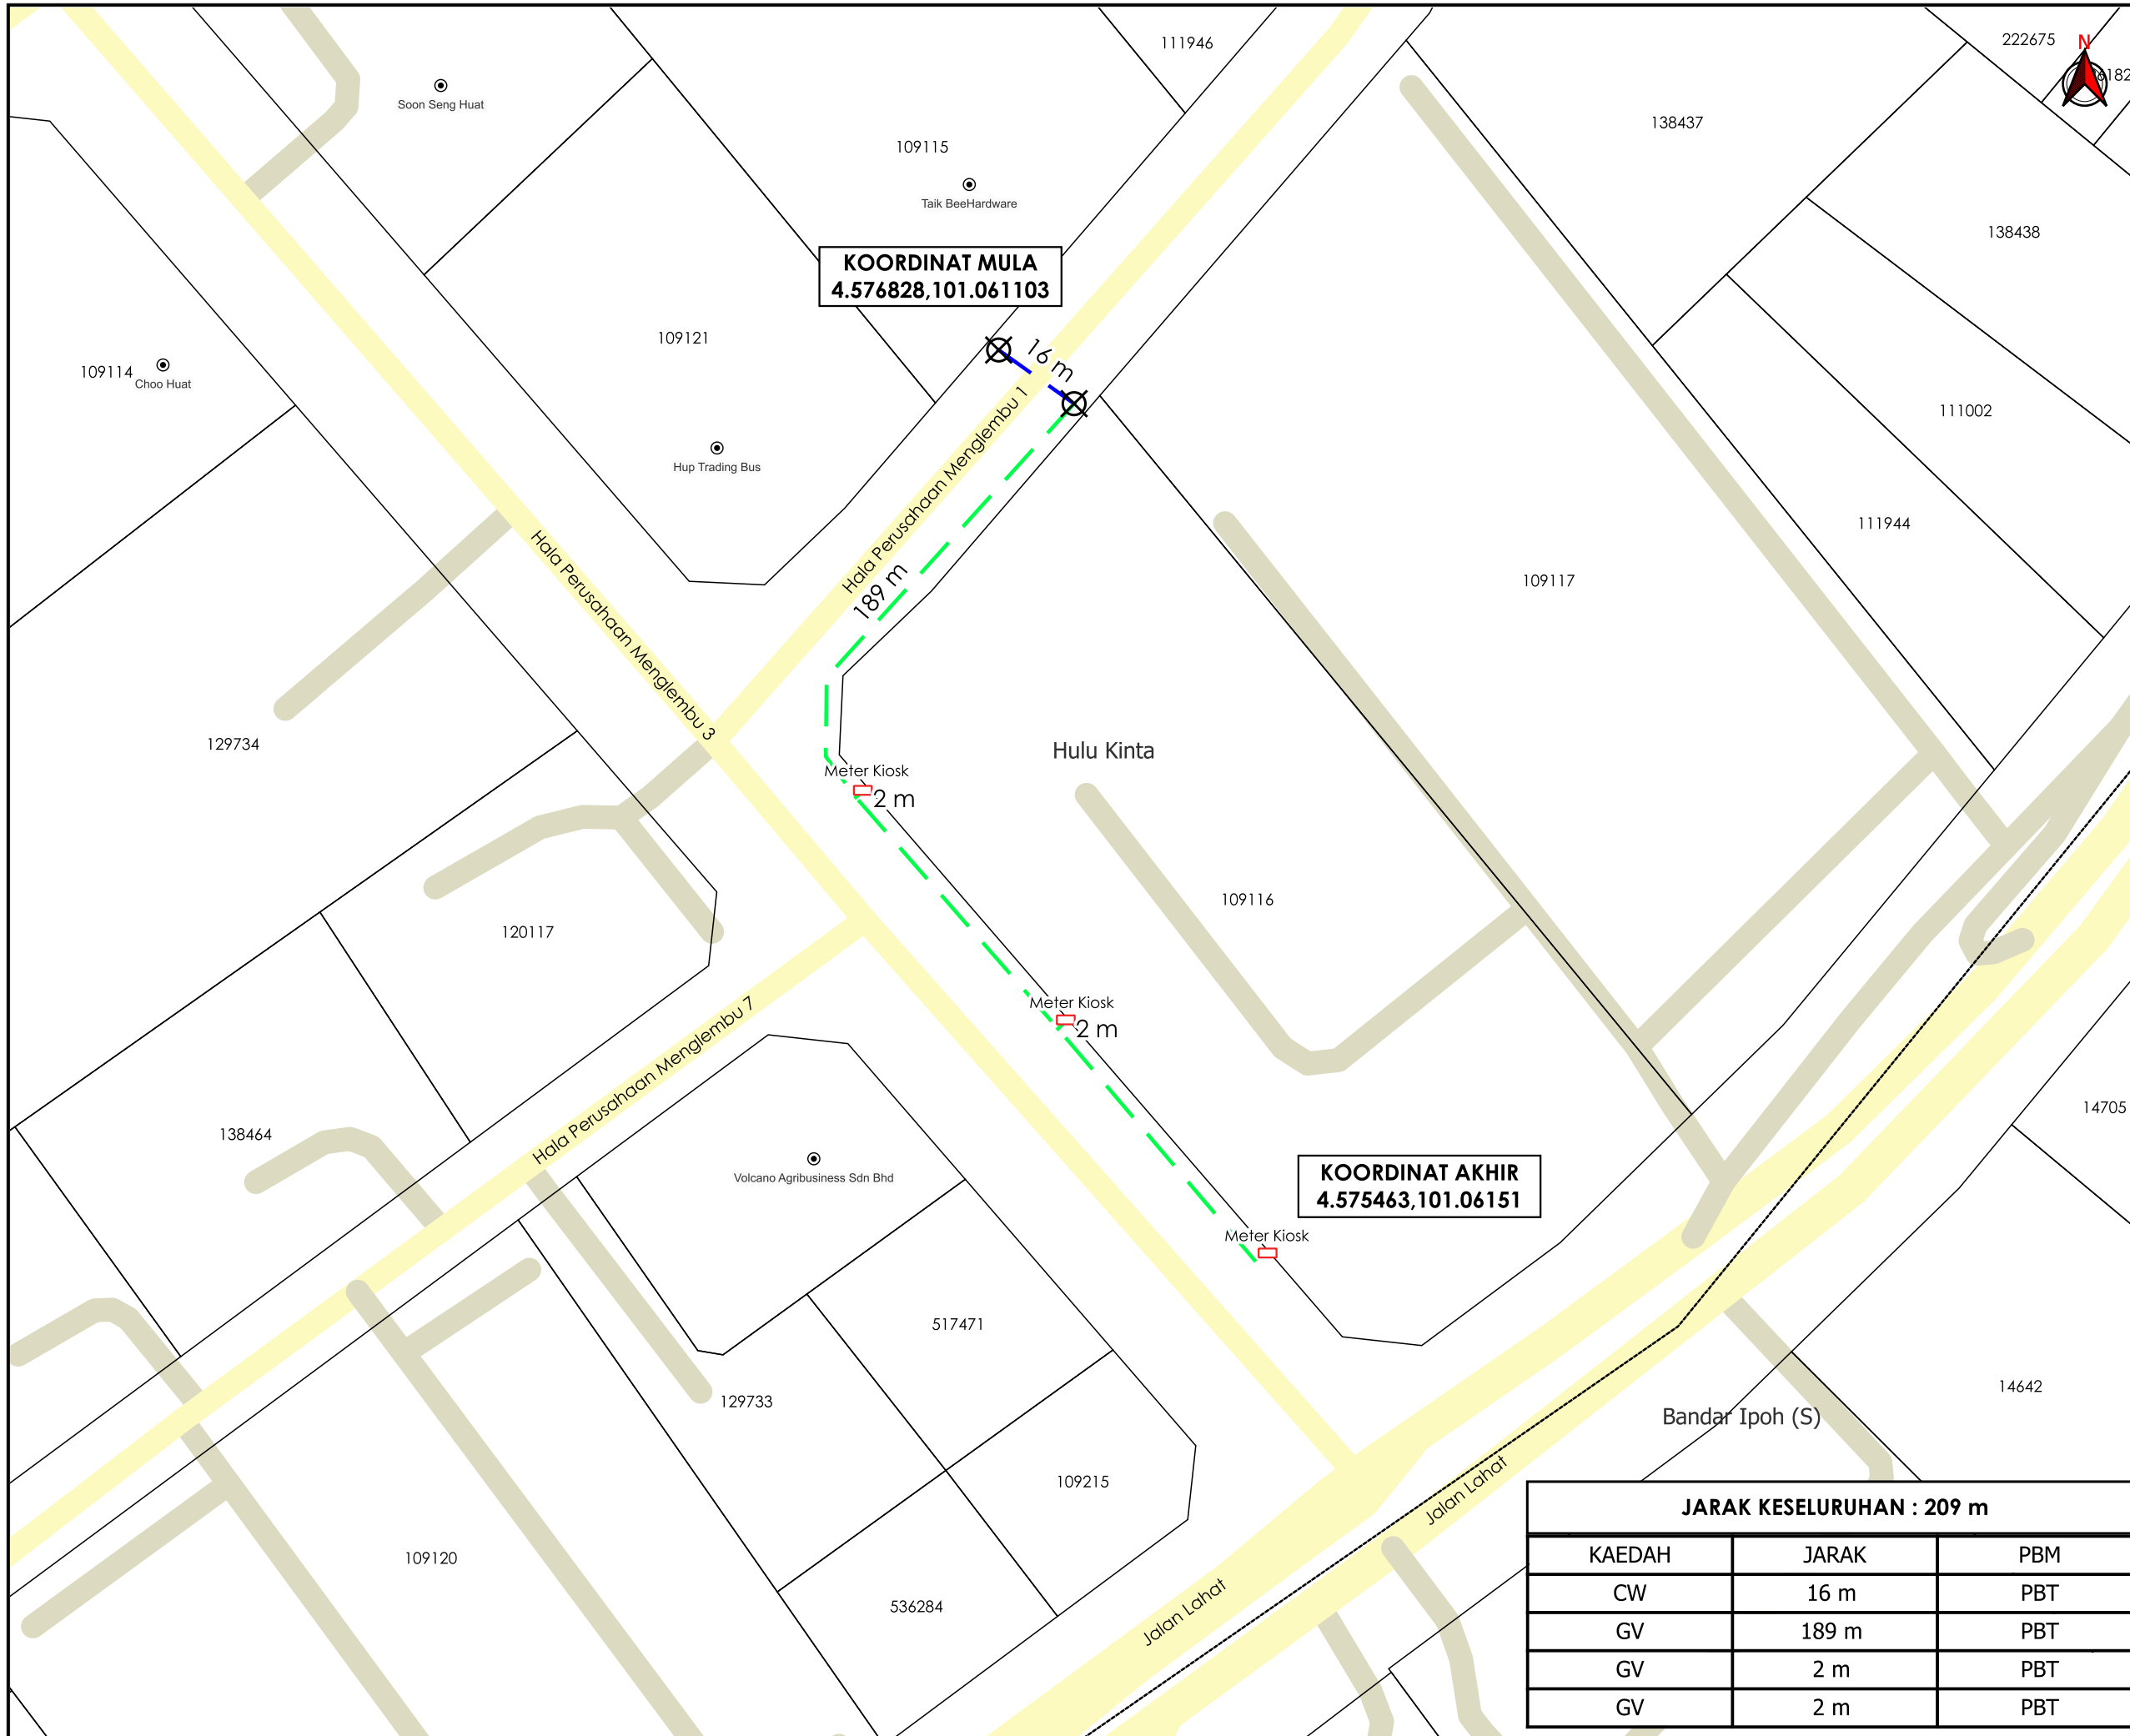 111946
222675
N
Soon Seng Huat
138437
109115
Taik BeeHardware
138438
KOORDINAT MULA
4.576828,101.061103
109121
16 m
109114
Choo Huat
Hala Perusahaan Menglembu 1
111002
Hup Trading Bus
111944
Hala Perusahaan Menglembu 3
189 m
109117
129734
Hulu Kinta
Meter Kiosk
2 m
109116
120117
Meter Kiosk
2 m
Hala Perusahaan Menglembu 7
14705
138464
Volcano Agribusiness Sdn Bhd
KOORDINAT AKHIR
4.575463,101.06151
Meter Kiosk
517471
129733
14642
Bandar Ipoh (S)
109215
Jalan Lahat
109120
536284
Jalan Lahat
JARAK KESELURUHAN : 209 m
KAEDAH JARAK PBM
CW 16 m PBT
GV 189 m PBT
GV 2 m PBT
GV 2 m PBT